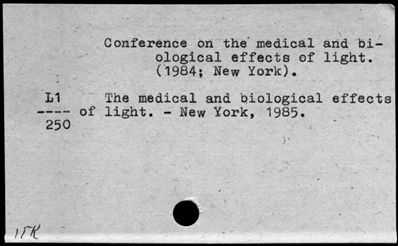 Conference on the medical and bi-
ological effects of light.
(1984; New York).
L1 The medical and biological effects
---- of light. - New York, 1985.
250
17K